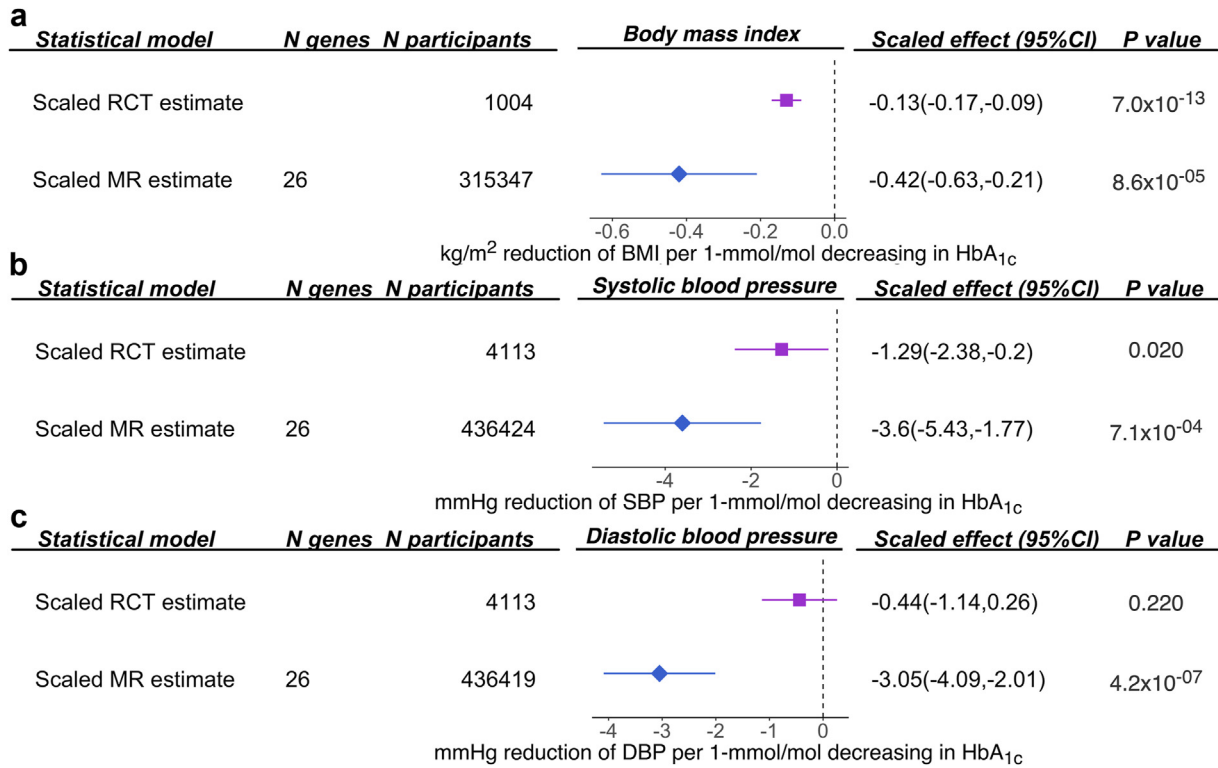 a
Statistical model N genes N participants Body mass index Scaled effect (95%CI) P value
Scaled RCT estimate 1004 -0.13(-0.17,-0.09) 7.0x10⁻¹³
Scaled MR estimate 26 315347 -0.42(-0.63,-0.21) 8.6x10⁻⁰⁵
-0.6 -0.4 -0.2 0.0
kg/m² reduction of BMI per 1-mmol/mol decreasing in HbA₁c
b
Statistical model N genes N participants Systolic blood pressure Scaled effect (95%CI) P value
Scaled RCT estimate 4113 -1.29(-2.38,-0.2) 0.020
Scaled MR estimate 26 436424 -3.6(-5.43,-1.77) 7.1x10⁻⁰⁴
-4 -2 0
mmHg reduction of SBP per 1-mmol/mol decreasing in HbA₁c
c
Statistical model N genes N participants Diastolic blood pressure Scaled effect (95%CI) P value
Scaled RCT estimate 4113 -0.44(-1.14,0.26) 0.220
Scaled MR estimate 26 436419 -3.05(-4.09,-2.01) 4.2x10⁻⁰⁷
-4 -3 -2 -1 0
mmHg reduction of DBP per 1-mmol/mol decreasing in HbA₁c